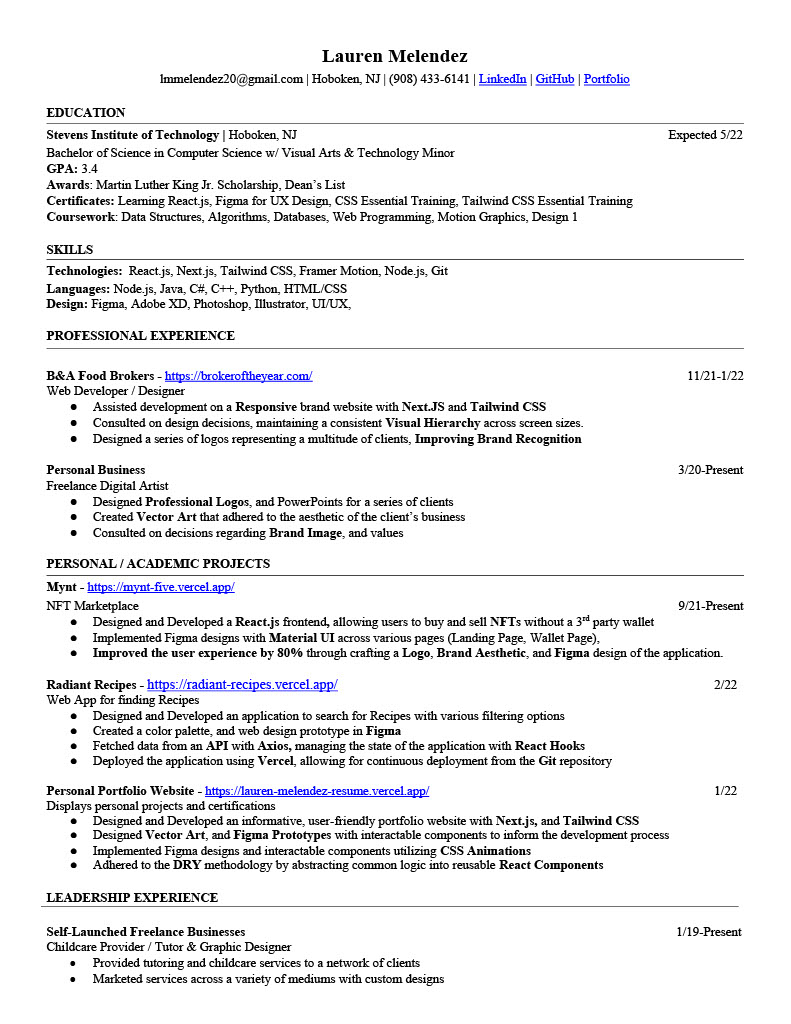 Lauren Melendez
lmmelendez20@gmail.com | Hoboken, NJ | (908) 433-6141 | LinkedIn | GitHub | Portfolio
EDUCATION
Stevens Institute of Technology | Hoboken, NJ Expected 5/22
Bachelor of Science in Computer Science w/ Visual Arts & Technology Minor
GPA: 3.4
Awards: Martin Luther King Jr. Scholarship, Dean's List
Certificates: Learning React.js, Figma for UX Design, CSS Essential Training, Tailwind CSS Essential Training
Coursework: Data Structures, Algorithms, Databases, Web Programming, Motion Graphics, Design 1
SKILLS
Technologies: React.js, Next.js, Tailwind CSS, Framer Motion, Node.js, Git
Languages: Node.js, Java, C#, C++, Python, HTML/CSS
Design: Figma, Adobe XD, Photoshop, Illustrator, UI/UX,
PROFESSIONAL EXPERIENCE
B&A Food Brokers - https://brokeroftheyear.com/ 11/21-1/22
Web Developer / Designer
● Assisted development on a Responsive brand website with Next.JS and Tailwind CSS
● Consulted on design decisions, maintaining a consistent Visual Hierarchy across screen sizes.
● Designed a series of logos representing a multitude of clients, Improving Brand Recognition
Personal Business 3/20-Present
Freelance Digital Artist
● Designed Professional Logos, and PowerPoints for a series of clients
● Created Vector Art that adhered to the aesthetic of the client's business
● Consulted on decisions regarding Brand Image, and values
PERSONAL / ACADEMIC PROJECTS
Mynt - https://mynt-five.vercel.app/
NFT Marketplace 9/21-Present
● Designed and Developed a React.js frontend, allowing users to buy and sell NFTs without a 3rd party wallet
● Implemented Figma designs with Material UI across various pages (Landing Page, Wallet Page),
● Improved the user experience by 80% through crafting a Logo, Brand Aesthetic, and Figma design of the application.
Radiant Recipes - https://radiant-recipes.vercel.app/ 2/22
Web App for finding Recipes
● Designed and Developed an application to search for Recipes with various filtering options
● Created a color palette, and web design prototype in Figma
● Fetched data from an API with Axios, managing the state of the application with React Hooks
● Deployed the application using Vercel, allowing for continuous deployment from the Git repository
Personal Portfolio Website - https://lauren-melendez-resume.vercel.app/ 1/22
Displays personal projects and certifications
● Designed and Developed an informative, user-friendly portfolio website with Next.js, and Tailwind CSS
● Designed Vector Art, and Figma Prototypes with interactable components to inform the development process
● Implemented Figma designs and interactable components utilizing CSS Animations
● Adhered to the DRY methodology by abstracting common logic into reusable React Components
LEADERSHIP EXPERIENCE
Self-Launched Freelance Businesses 1/19-Present
Childcare Provider / Tutor & Graphic Designer
● Provided tutoring and childcare services to a network of clients
● Marketed services across a variety of mediums with custom designs